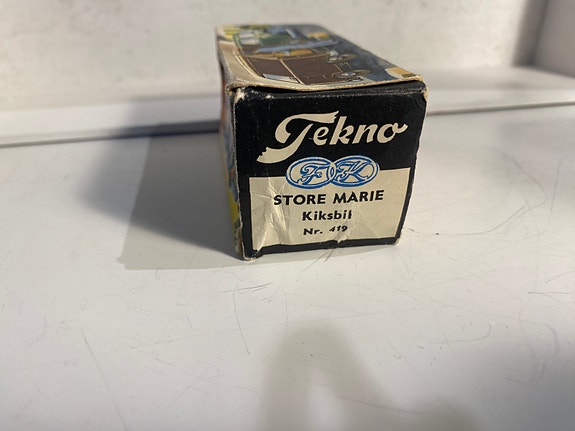 Tekno
FK
STORE MARIE
Kiksbil
Nr. 419